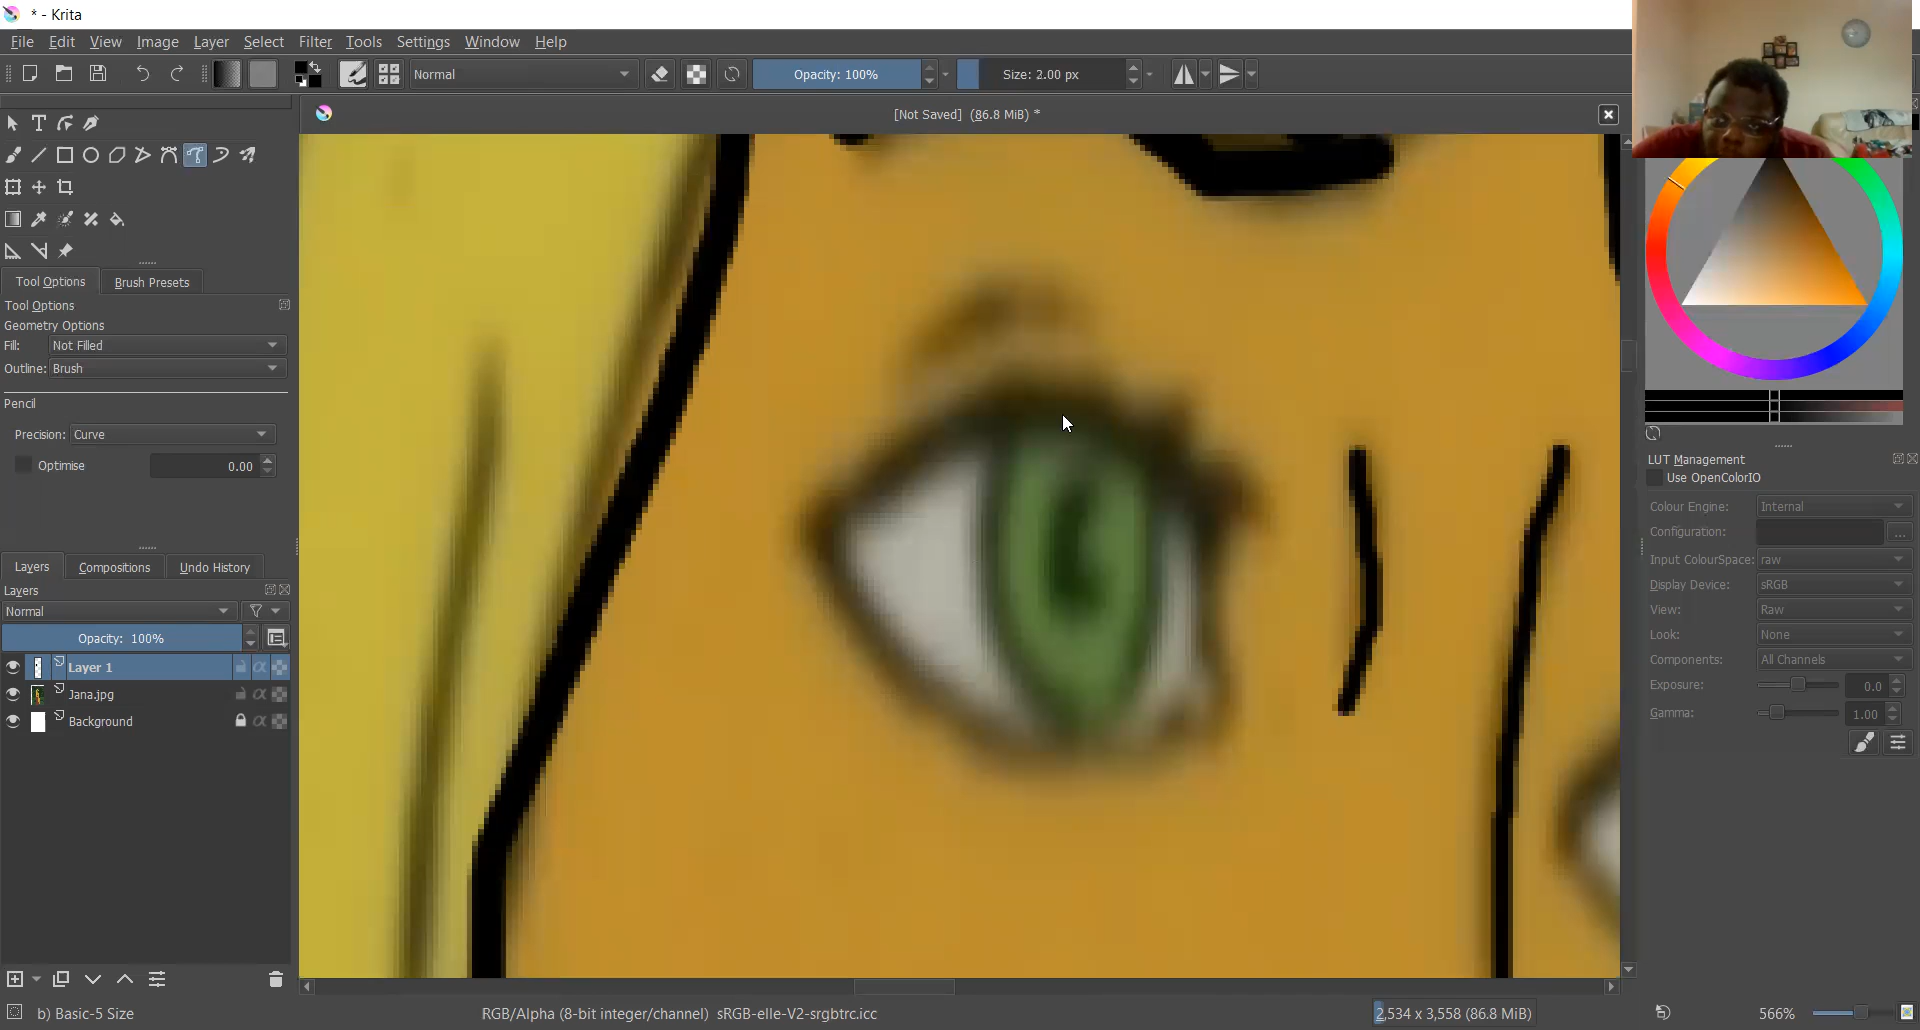 * - Krita
File Edit View Image Layer Select Filter Tools Settings Window Help
Normal Opacity: 100% Size: 2.00 px
[Not Saved] (86.8 MiB) *
Tool Options Brush Presets
Tool Options
Geometry Options
Fill: Not Filled
Outline: Brush
Pencil
Precision: Curve
Optimise 0.00
Layers Compositions Undo History
Layers
Normal
Opacity: 100%
Layer 1
Jana.jpg
Background
LUT Management
Use OpenColorIO
Colour Engine: Internal
Configuration: ...
Input ColourSpace: raw
Display Device: sRGB
View: Raw
Look: None
Components: All Channels
Exposure: 0.0
Gamma: 1.00
b) Basic-5 Size RGB/Alpha (8-bit integer/channel) sRGB-elle-V2-srgbtrc.icc 2,534 x 3,558 (86.8 MiB) 566%